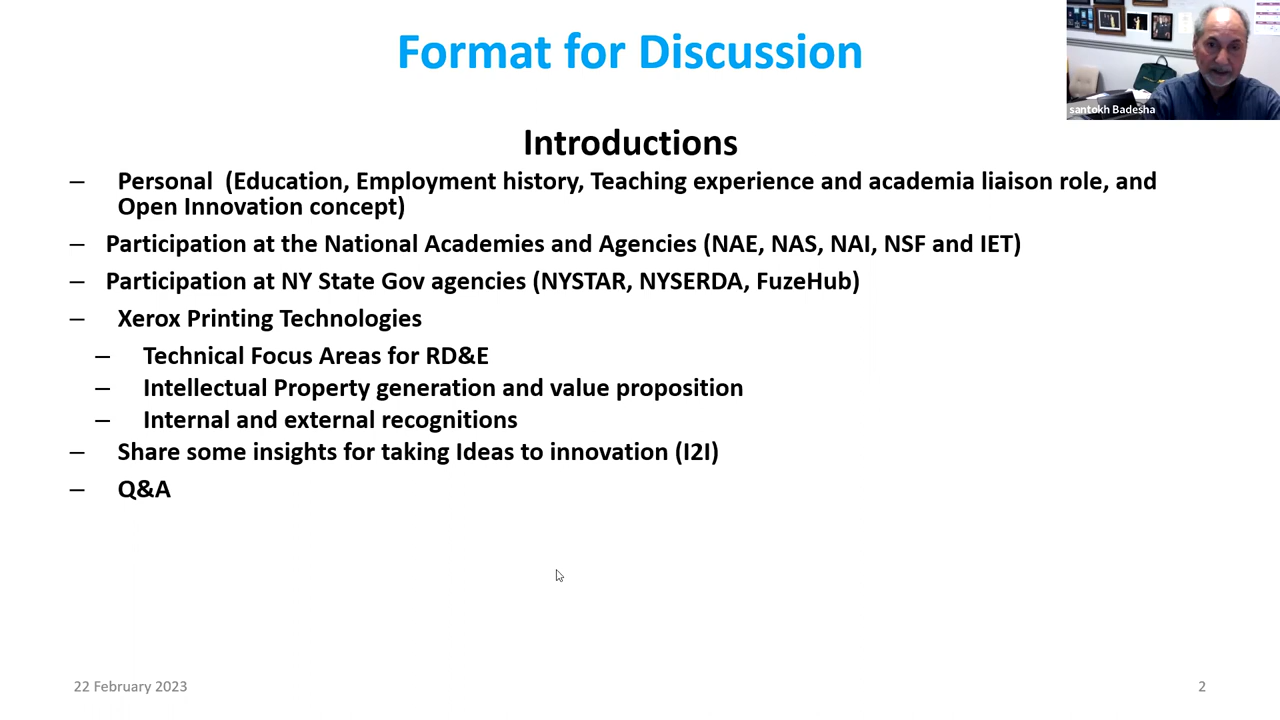 Format for Discussion
santokh Badesha
Introductions
– Personal (Education, Employment history, Teaching experience and academia liaison role, and
Open Innovation concept)
– Participation at the National Academies and Agencies (NAE, NAS, NAI, NSF and IET)
– Participation at NY State Gov agencies (NYSTAR, NYSERDA, FuzeHub)
– Xerox Printing Technologies
– Technical Focus Areas for RD&E
– Intellectual Property generation and value proposition
– Internal and external recognitions
– Share some insights for taking Ideas to innovation (I2I)
– Q&A
22 February 2023
2